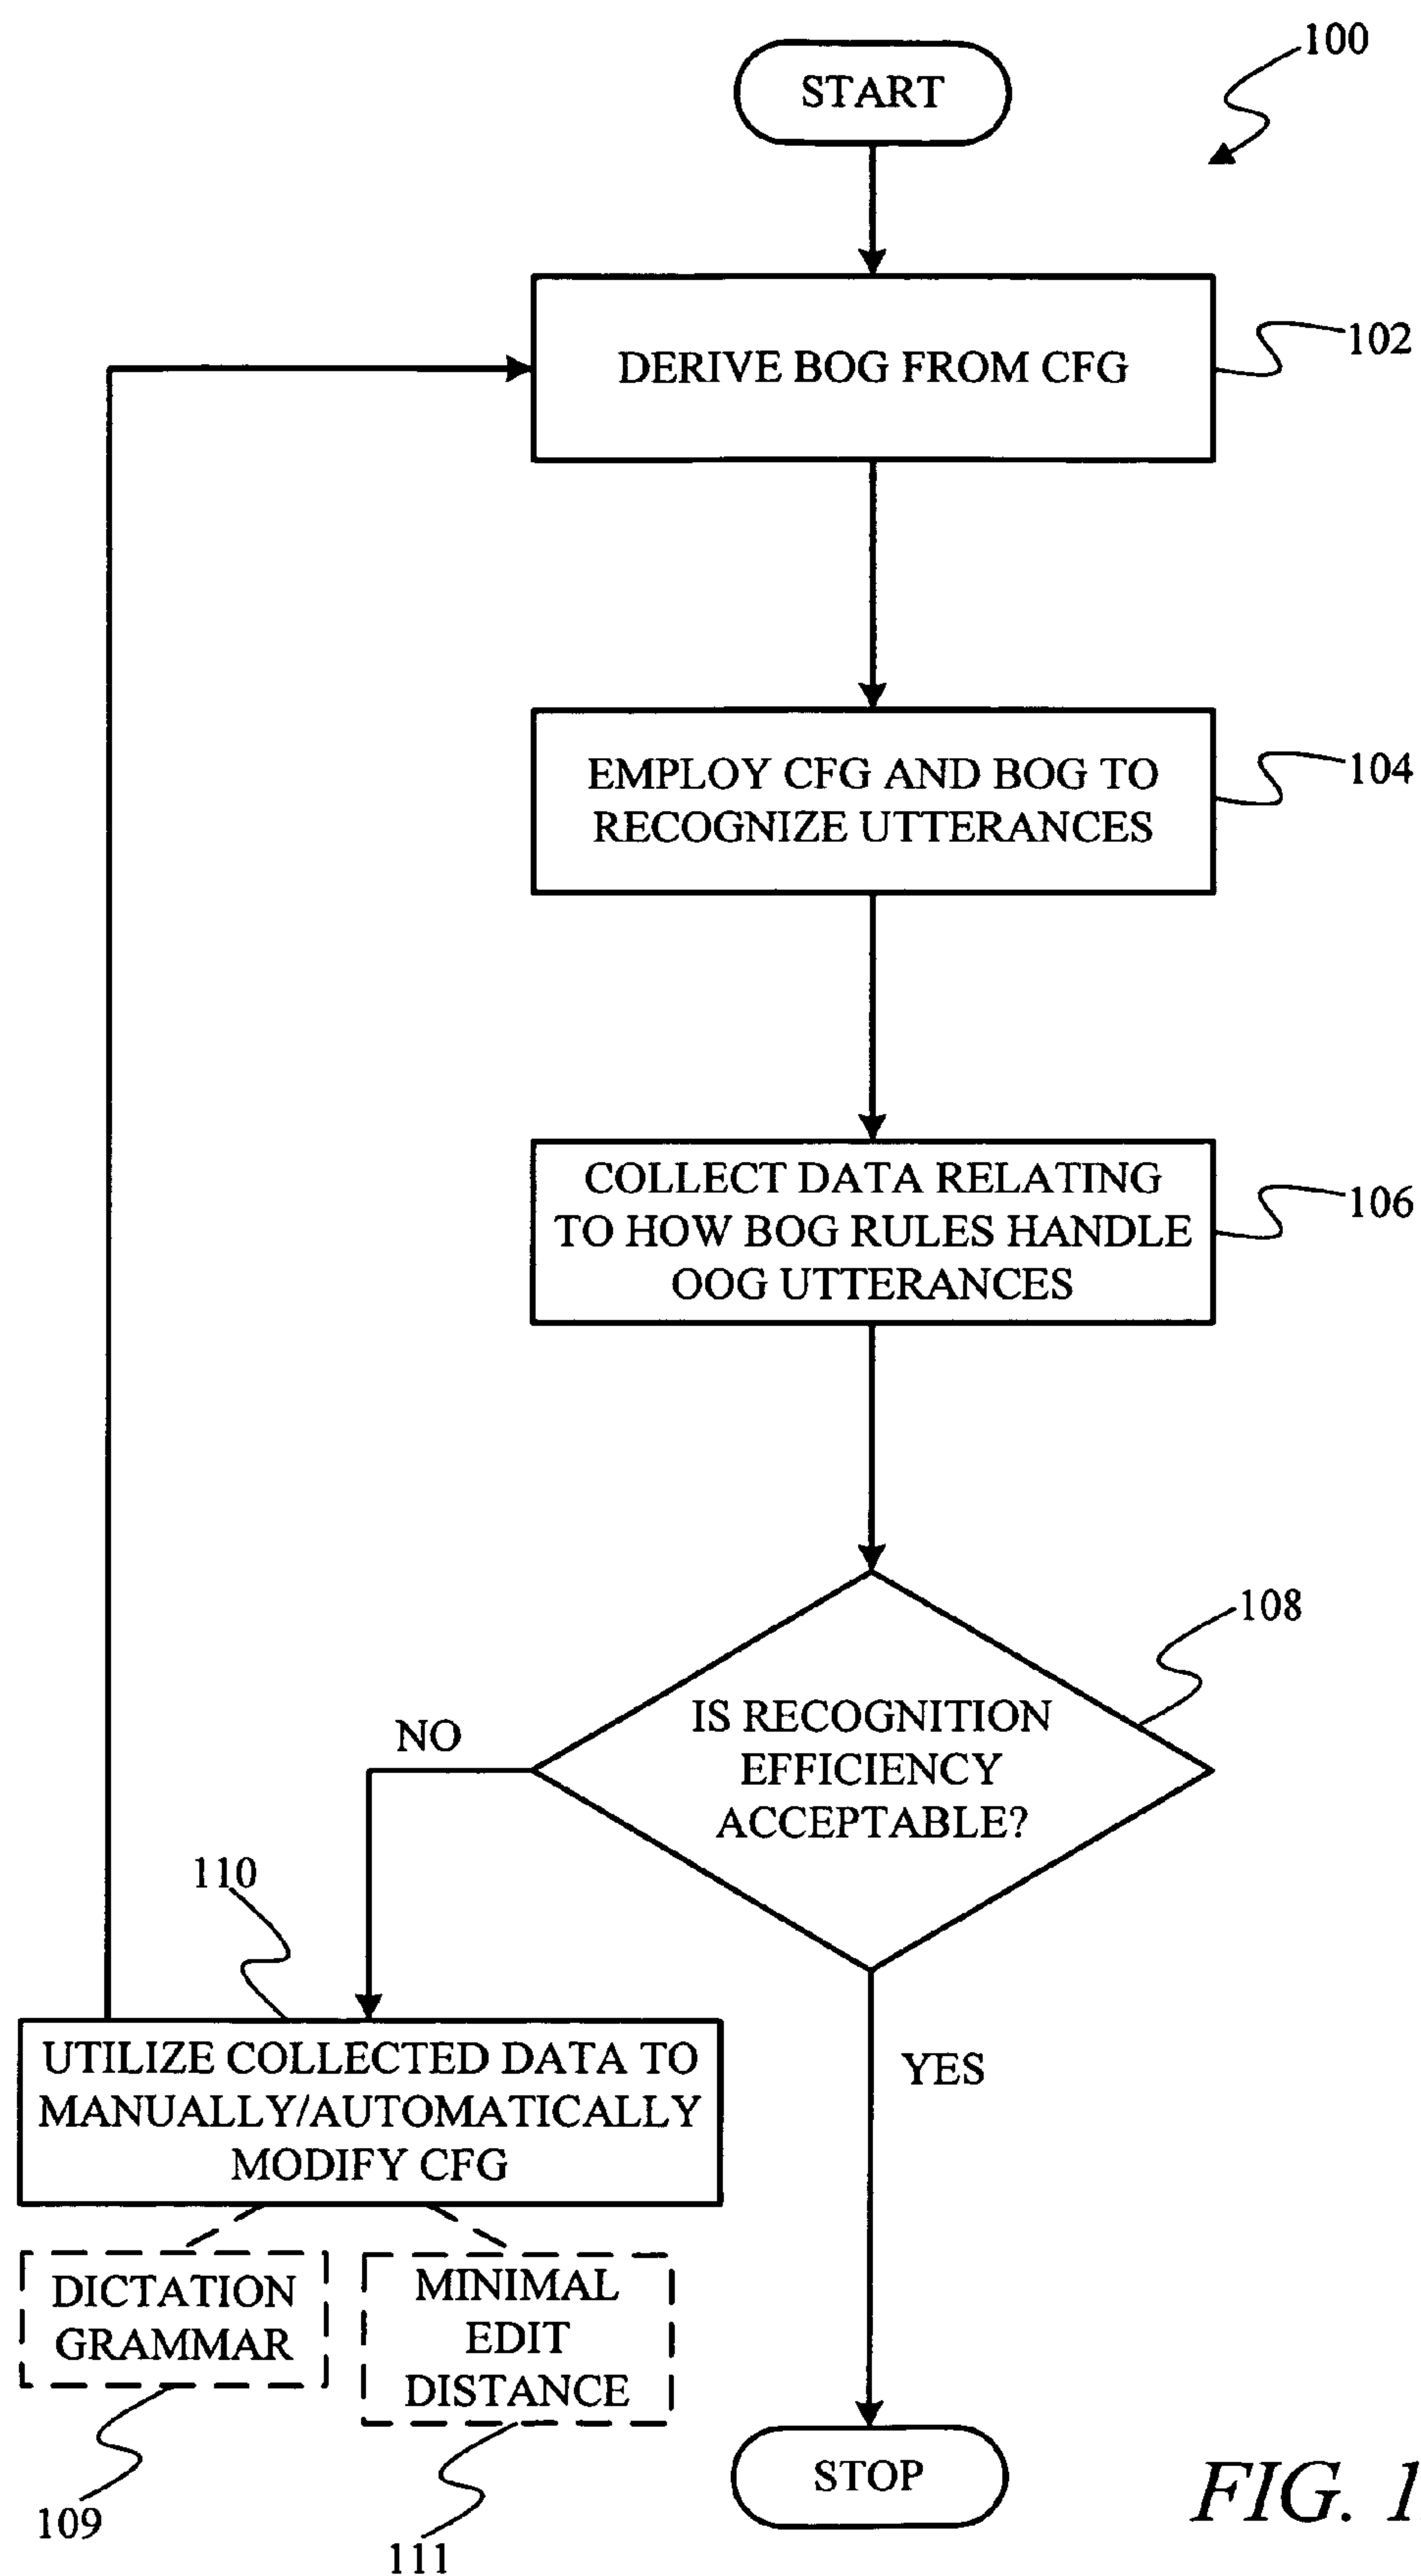 100
START
DERIVE BOG FROM CFG
102
EMPLOY CFG AND BOG TO
RECOGNIZE UTTERANCES
104
COLLECT DATA RELATING
TO HOW BOG RULES HANDLE
OOG UTTERANCES
106
108
IS RECOGNITION
EFFICIENCY
ACCEPTABLE?
NO
110
UTILIZE COLLECTED DATA TO
MANUALLY/AUTOMATICALLY
MODIFY CFG
YES
DICTATION
GRAMMAR
MINIMAL
EDIT
DISTANCE
109
111
STOP
FIG. 1